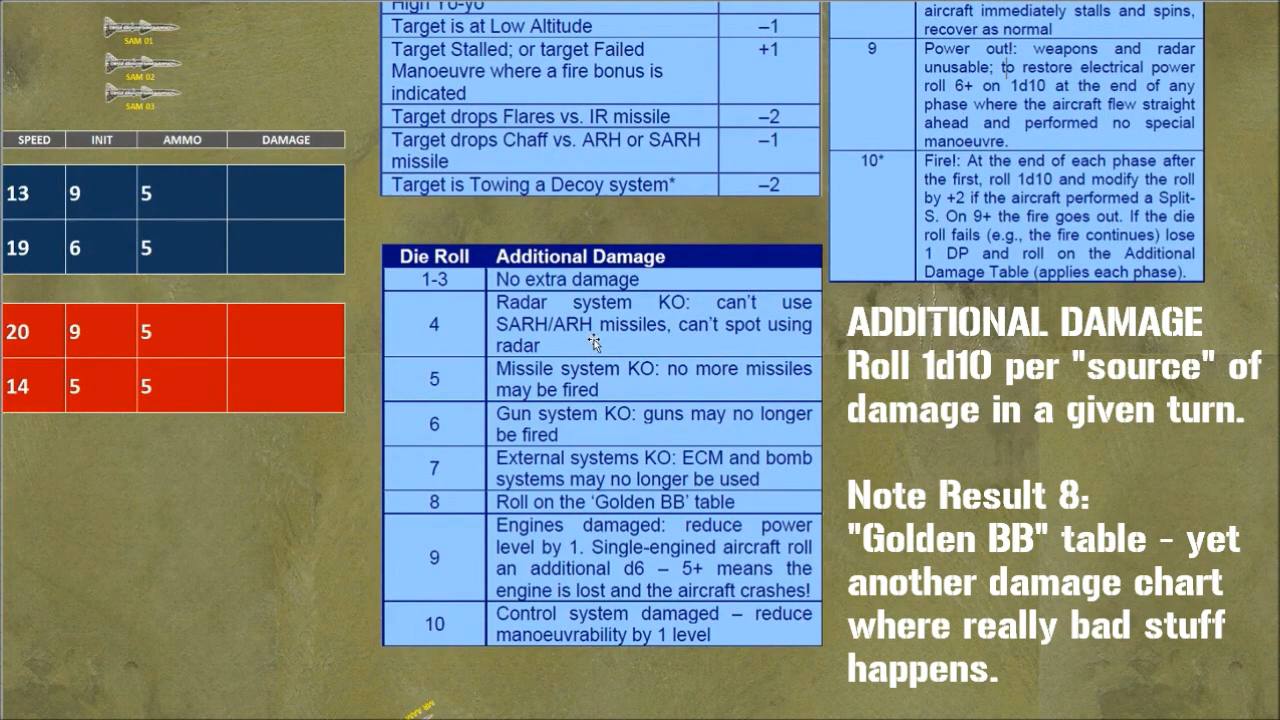 SAM 01
SAM 02
SAM 03
SPEED INIT AMMO DAMAGE
13 9 5
19 6 5
20 9 5
14 5 5
High Yo-yo
Target is at Low Altitude –1
Target Stalled; or target Failed +1
Manoeuvre where a fire bonus is
indicated
Target drops Flares vs. IR missile –2
Target drops Chaff vs. ARH or SARH –1
missile
Target is Towing a Decoy system* –2
Die Roll Additional Damage
1-3 No extra damage
4 Radar system KO: can't use
SARH/ARH missiles, can't spot using
radar
5 Missile system KO: no more missiles
may be fired
6 Gun system KO: guns may no longer
be fired
7 External systems KO: ECM and bomb
systems may no longer be used
8 Roll on the 'Golden BB' table
9 Engines damaged: reduce power
level by 1. Single-engined aircraft roll
an additional d6 – 5+ means the
engine is lost and the aircraft crashes!
10 Control system damaged – reduce
manoeuvrability by 1 level
aircraft immediately stalls and spins,
recover as normal
9 Power out!: weapons and radar
unusable; to restore electrical power
roll 6+ on 1d10 at the end of any
phase where the aircraft flew straight
ahead and performed no special
manoeuvre.
10* Fire!: At the end of each phase after
the first, roll 1d10 and modify the roll
by +2 if the aircraft performed a Split-
S. On 9+ the fire goes out. If the die
roll fails (e.g., the fire continues) lose
1 DP and roll on the Additional
Damage Table (applies each phase).
ADDITIONAL DAMAGE
Roll 1d10 per "source" of
damage in a given turn.
Note Result 8:
"Golden BB" table - yet
another damage chart
where really bad stuff
happens.